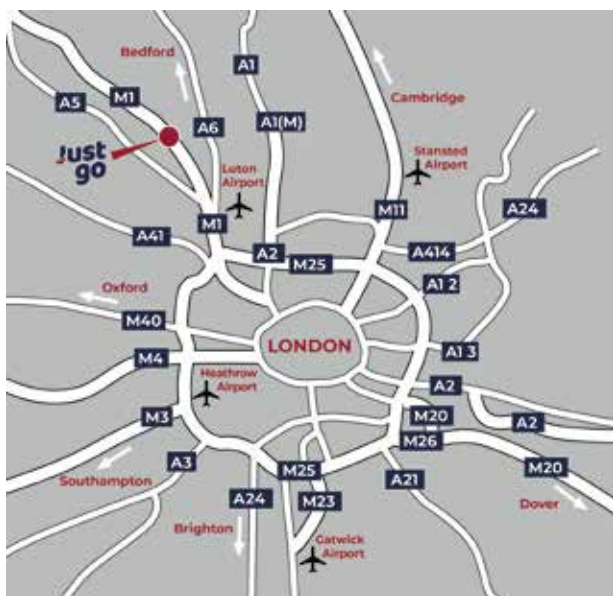 Bedford
A1
A5
M1
A6
A1(M)
Cambridge
Just
go
Luton
Airport
Stansted
Airport
M1
M11
A24
A41
A2
M25
A414
A1 2
Oxford
M40
LONDON
A1 3
M4
Heathrow
Airport
A2
M3
M20
A2
M26
A3
M25
M20
Southampton
A24
M23
A21
Brighton
Dover
Gatwick
Airport